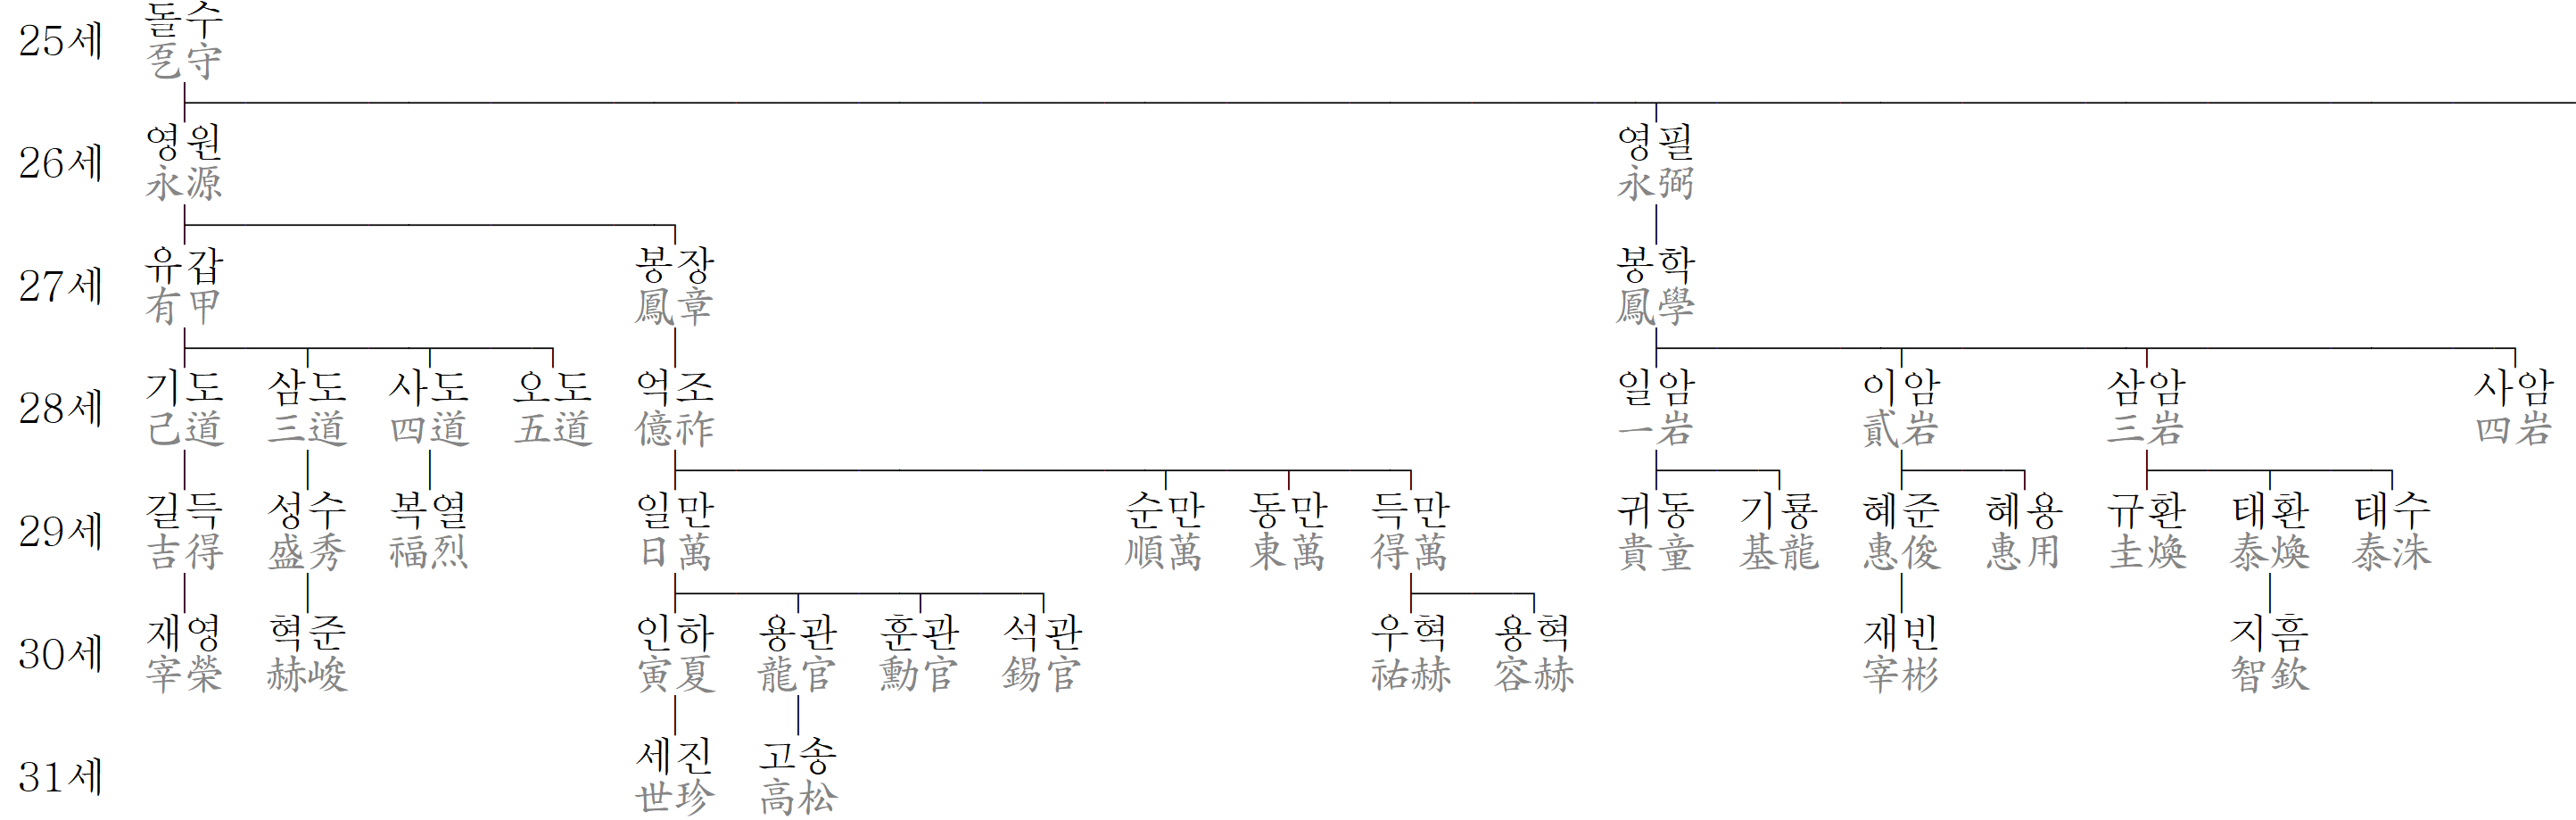 25세 돌수
乭守
26세 영원 영필
永源 永弼
27세 유갑 봉장 봉학
有甲 鳳章 鳳學
28세 기도 삼도 사도 오도 억조 일암 이암 삼암 사암
己道 三道 四道 五道 億祚 一岩 貳岩 三岩 四岩
29세 길득 성수 복열 일만 순만 동만 득만 귀동 기룡 혜준 혜용 규환 태환 태수
吉得 盛秀 福烈 日萬 順萬 東萬 得萬 貴童 基龍 惠俊 惠用 圭煥 泰煥 泰洙
30세 재영 혁준 인하 용관 훈관 석관 우혁 용혁 재빈 지흠
宰榮 赫峻 寅夏 龍官 勳官 錫官 祐赫 容赫 宰彬 智欽
31세 세진 고송
世珍 高松